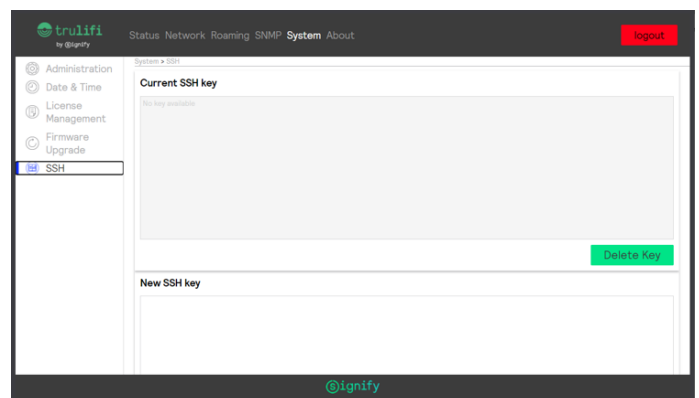 trulifi
by Signify
Status Network Roaming SNMP System About
logout
System > SSH
Administration
Date & Time
License
Management
Firmware
Upgrade
SSH
Current SSH key
No key available
Delete Key
New SSH key
Signify